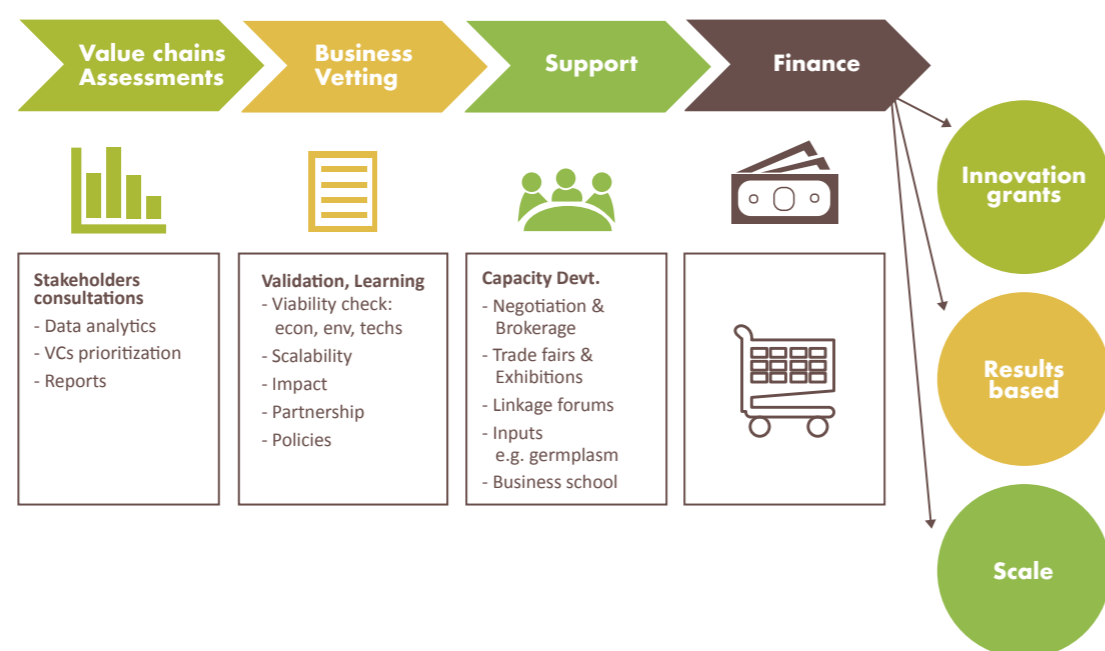 Value chains
Assessments
Business
Vetting
Support
Finance
Stakeholders
consultations
- Data analytics
- VCs prioritization
- Reports
Validation, Learning
- Viability check:
econ, env, techs
- Scalability
- Impact
- Partnership
- Policies
Capacity Devt.
- Negotiation &
Brokerage
- Trade fairs &
Exhibitions
- Linkage forums
- Inputs
e.g. germplasm
- Business school
Innovation
grants
Results
based
Scale